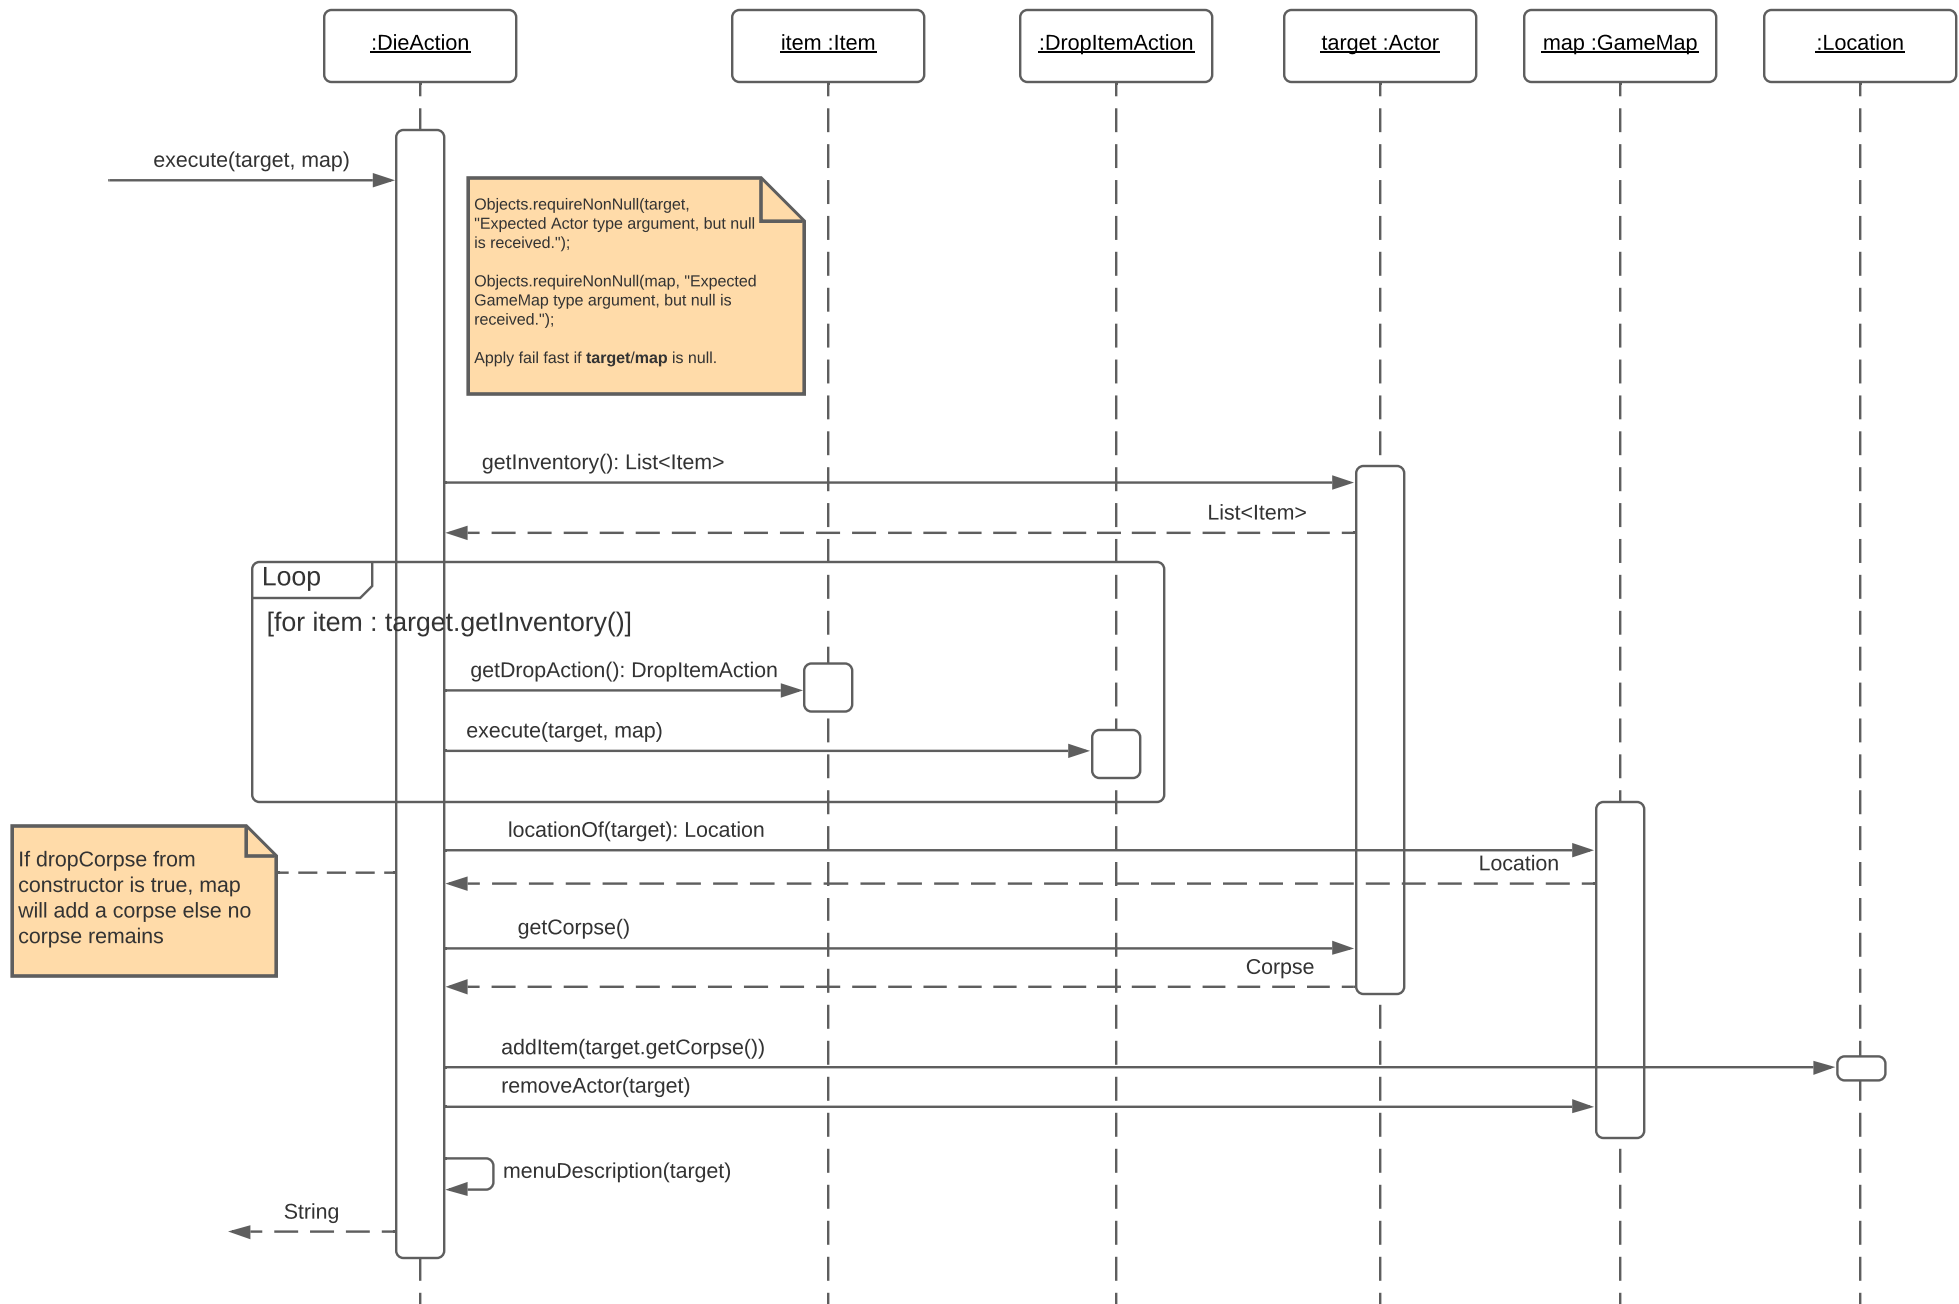 :DieAction
item :Item
:DropItemAction
target :Actor
map :GameMap
:Location
execute(target, map)
Objects.requireNonNull(target,
"Expected Actor type argument, but null
is received.");
Objects.requireNonNull(map, "Expected
GameMap type argument, but null is
received.");
Apply fail fast if target/map is null.
getInventory(): List<Item>
List<Item>
Loop
[for item : target.getInventory()]
getDropAction(): DropItemAction
execute(target, map)
locationOf(target): Location
Location
If dropCorpse from
constructor is true, map
will add a corpse else no
corpse remains
getCorpse()
Corpse
addItem(target.getCorpse())
removeActor(target)
menuDescription(target)
String